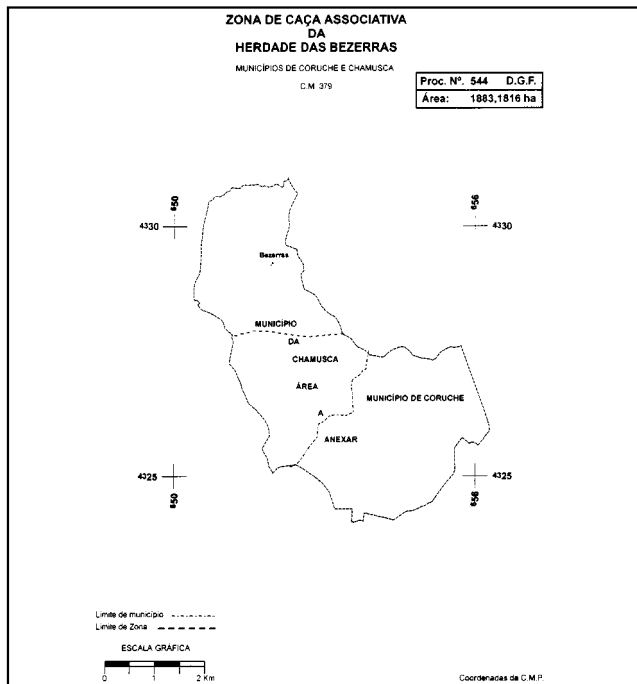 ZONA DE CAÇA ASSOCIATIVA
DA
HERDADE DAS BEZERRAS
MUNICÍPIOS DE CORUCHE E CHAMUSCA
C.M. 379
Proc. Nº. 544 D.G.F.
Área: 1883,1816 ha
650
656
4330
4330
Bezerras
MUNICÍPIO
DA
CHAMUSCA
ÁREA
MUNICÍPIO DE CORUCHE
A
ANEXAR
4325
4325
650
656
Limite de município
Limite de Zona
ESCALA GRÁFICA
0 1 2 Km
Coordenadas da C.M.P.